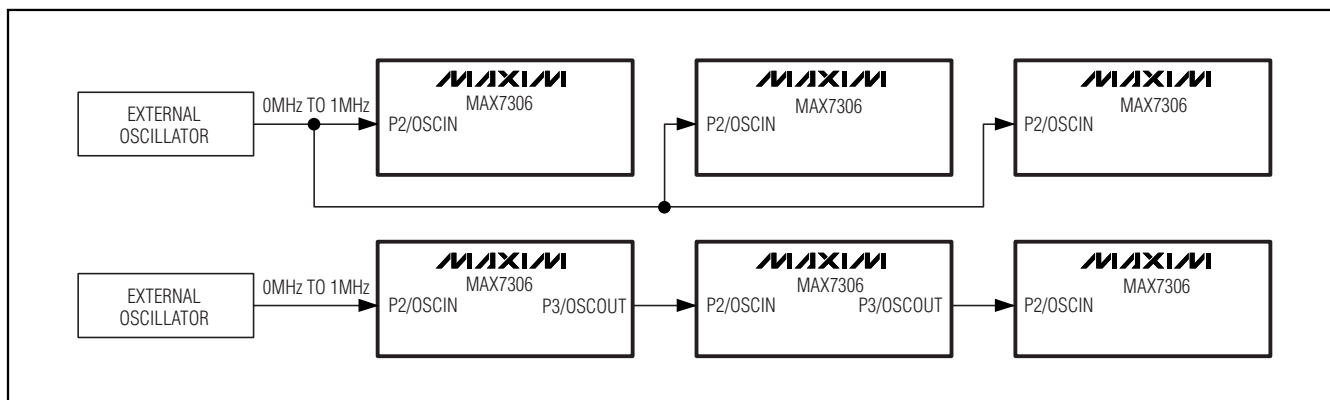 EXTERNAL
OSCILLATOR
0MHz TO 1MHz
MAXIM
MAX7306
P2/OSCIN
MAXIM
MAX7306
P2/OSCIN
MAXIM
MAX7306
P2/OSCIN
EXTERNAL
OSCILLATOR
0MHz TO 1MHz
MAXIM
MAX7306
P2/OSCIN
P3/OSCOUT
MAXIM
MAX7306
P2/OSCIN
P3/OSCOUT
MAXIM
MAX7306
P2/OSCIN